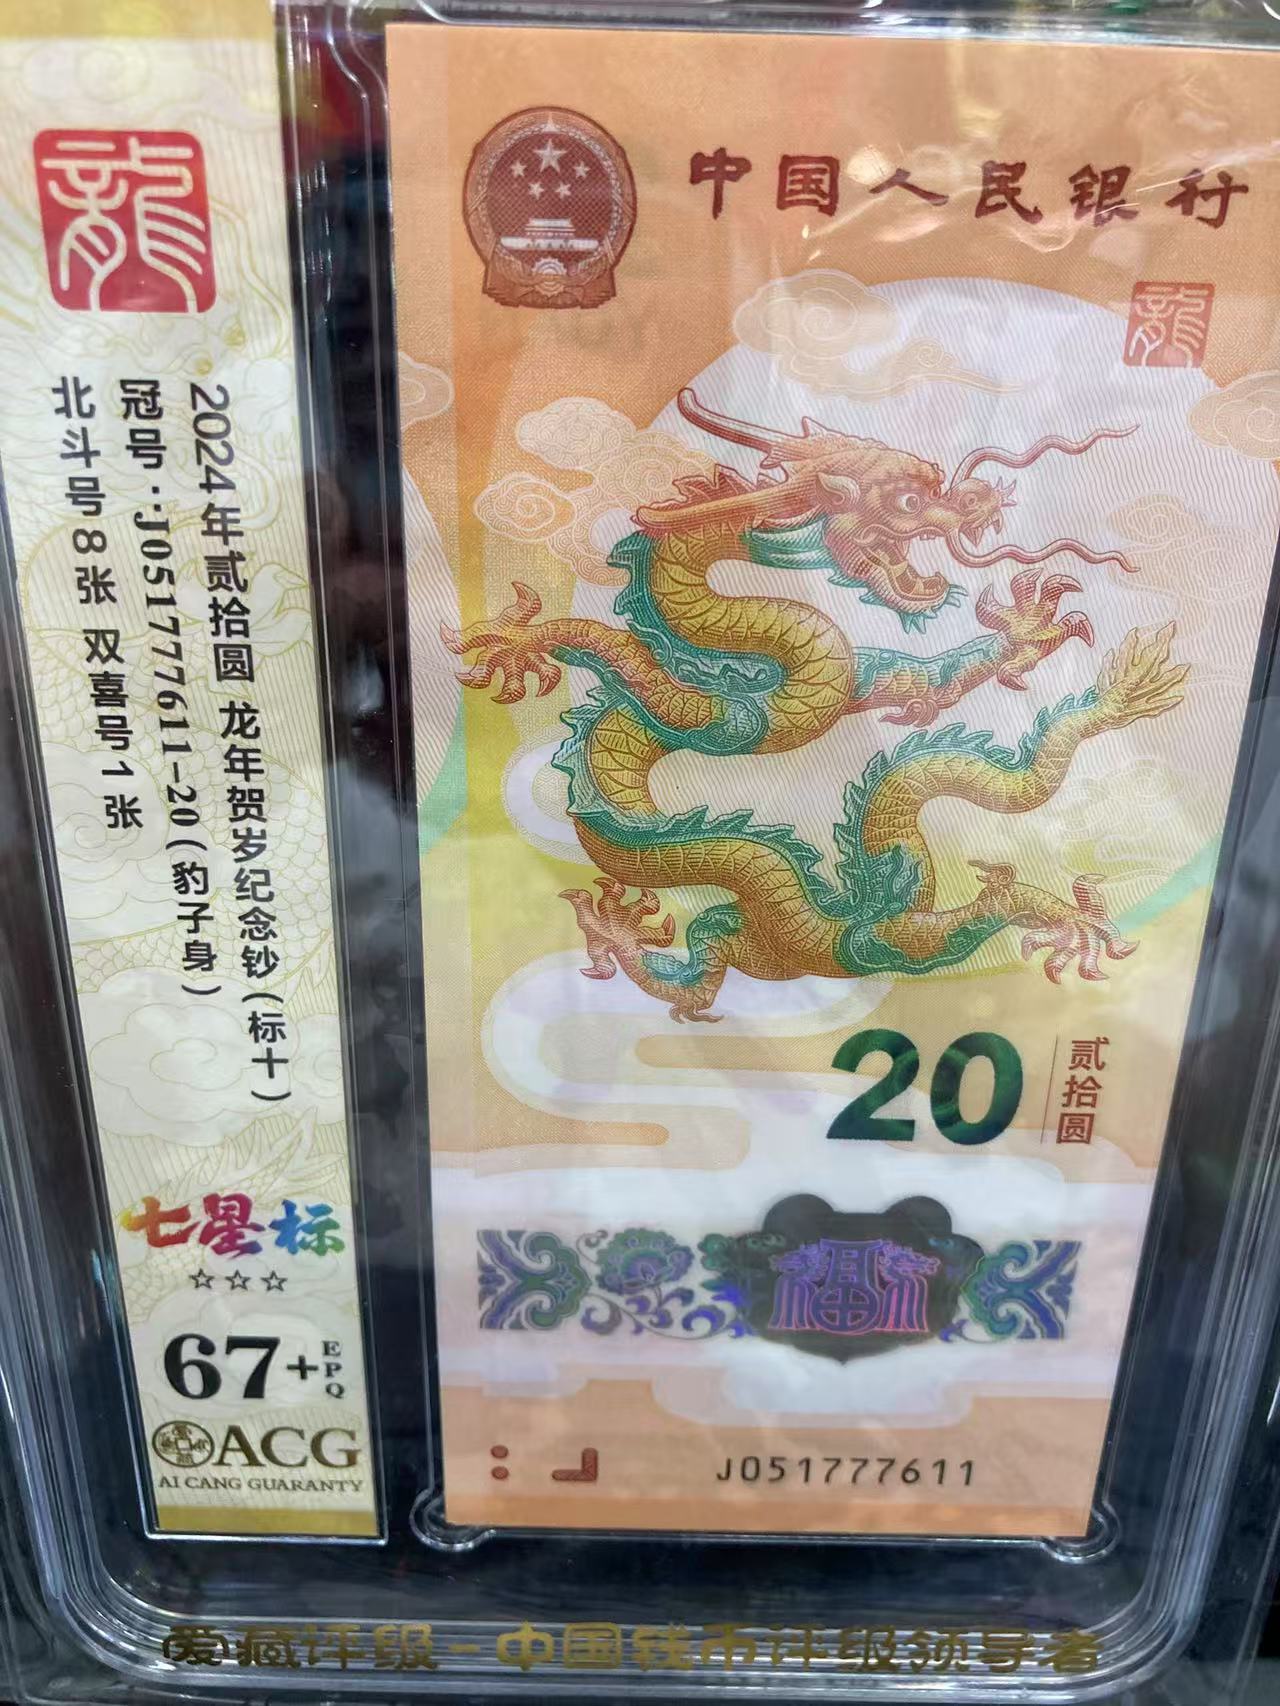 龍
2024年贰拾圆 龙年贺岁纪念钞(标十)
冠号:J051777611-20(豹子身)
北斗号8张 双喜号1张
七星标
☆☆☆
67+
EPQ
ACG
AI CANG GUARANTY
中国人民银行
龍
20
贰拾圆
福
J051777611
爱藏评级-中国钱币评级领导者